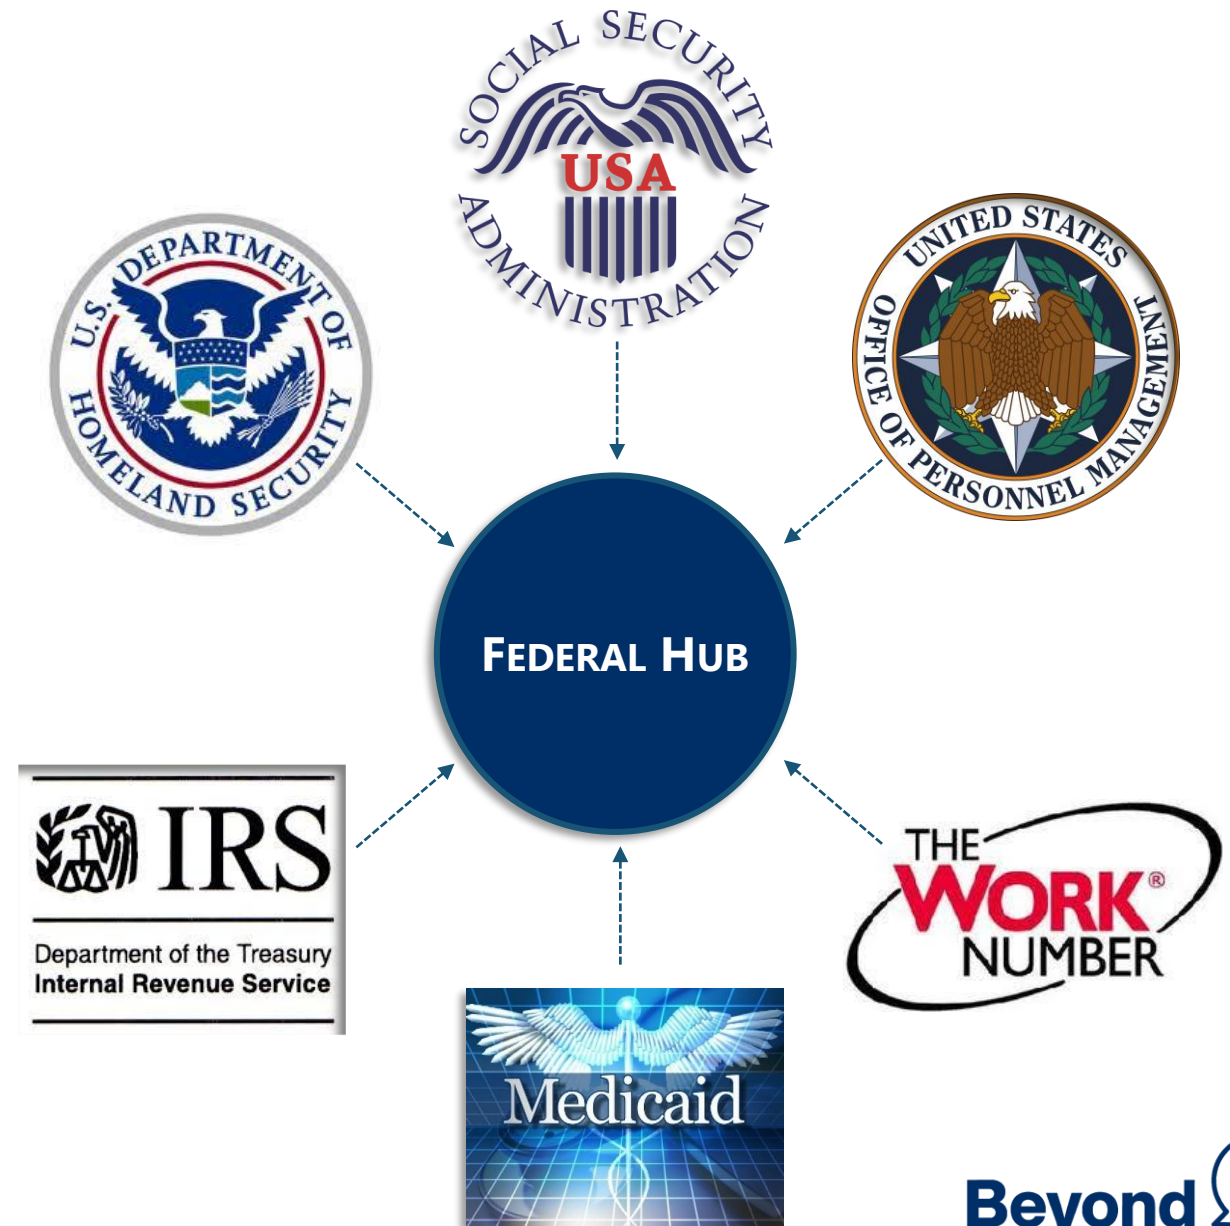 SOCIAL SECURITY
ADMINISTRATION
USA
U.S. DEPARTMENT OF
HOMELAND SECURITY
UNITED STATES
OFFICE OF PERSONNEL MANAGEMENT
FEDERAL HUB
IRS
Department of the Treasury
Internal Revenue Service
THE
WORK®
NUMBER
Medicaid
Beyond